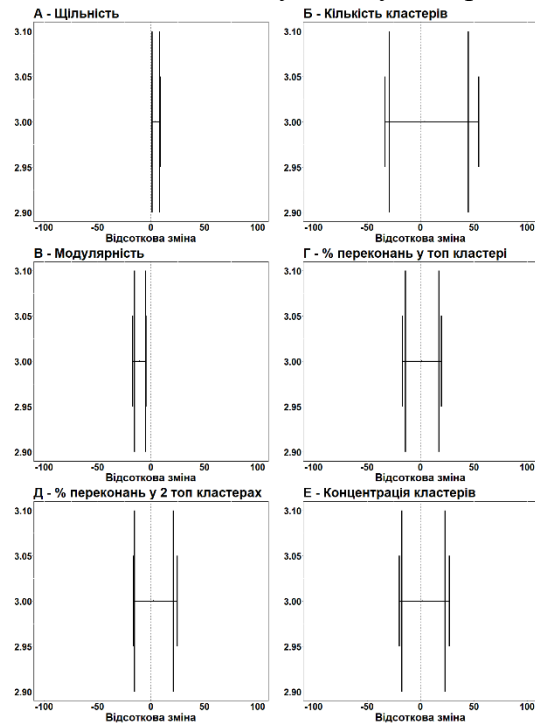 А - Щільність
3.10
3.05
3.00
2.95
2.90
-100 -50 0 50 100
Відсоткова зміна
Б - Кількість кластерів
3.10
3.05
3.00
2.95
2.90
-100 -50 0 50 100
Відсоткова зміна
В - Модулярність
3.10
3.05
3.00
2.95
2.90
-100 -50 0 50 100
Відсоткова зміна
Г - % переконань у топ кластері
3.10
3.05
3.00
2.95
2.90
-100 -50 0 50 100
Відсоткова зміна
Д - % переконань у 2 топ кластерах
3.10
3.05
3.00
2.95
2.90
-100 -50 0 50 100
Відсоткова зміна
Е - Концентрація кластерів
3.10
3.05
3.00
2.95
2.90
-100 -50 0 50 100
Відсоткова зміна